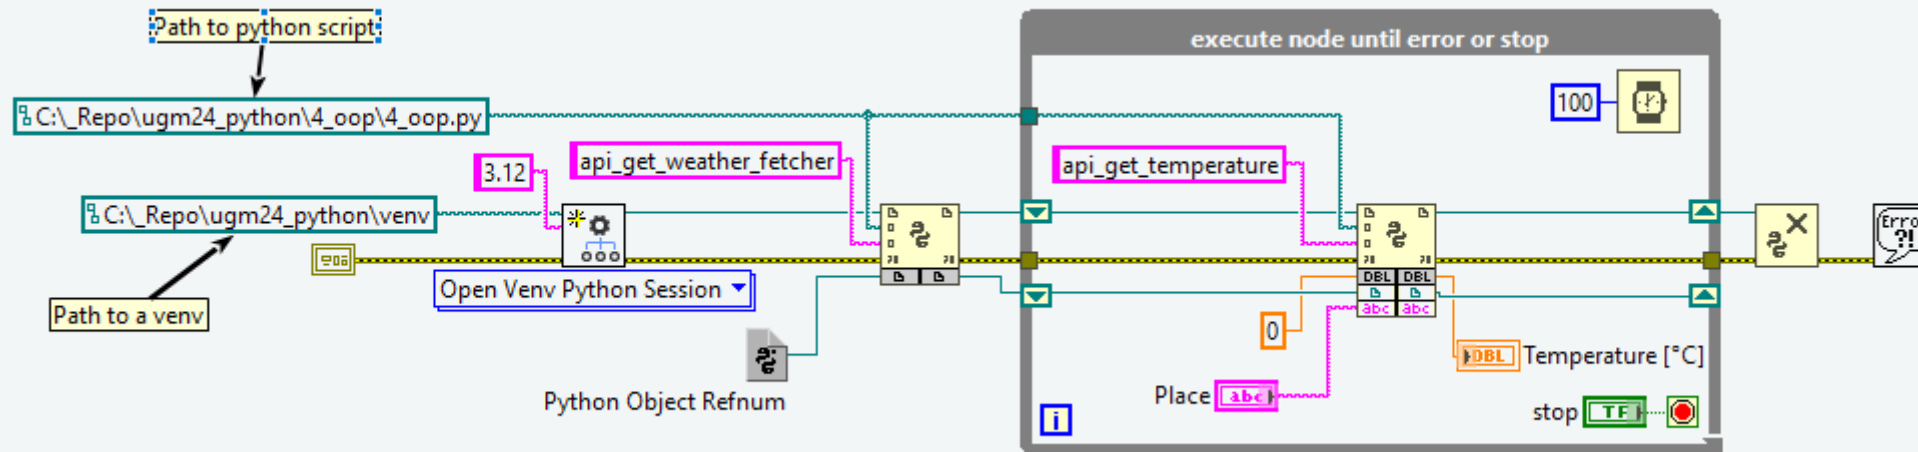 Path to python script
execute node until error or stop
100
C:\_Repo\ugm24_python\4_oop\4_oop.py
3.12
api_get_weather_fetcher
api_get_temperature
C:\_Repo\ugm24_python\venv
Open Venv Python Session
Path to a venv
DBL DBL
abc abc
0
DBL Temperature [°C]
Python Object Refnum
Place abc
i
stop TF
Erro
?!